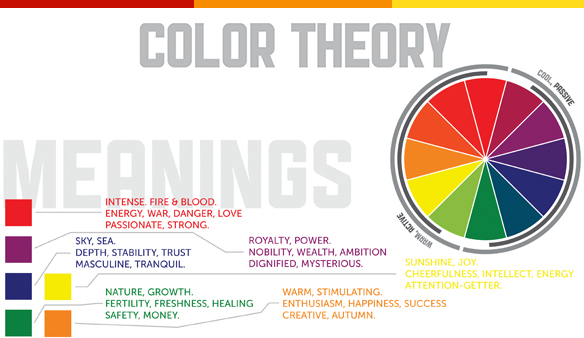 COLOR THEORY
COOL, PASSIVE
MEANINGS
WARM, ACTIVE
INTENSE. FIRE & BLOOD.
ENERGY, WAR, DANGER, LOVE
PASSIONATE, STRONG.
SKY, SEA.
DEPTH, STABILITY, TRUST
MASCULINE, TRANQUIL.
ROYALTY, POWER.
NOBILITY, WEALTH, AMBITION
DIGNIFIED, MYSTERIOUS.
SUNSHINE, JOY.
CHEERFULNESS, INTELLECT, ENERGY
ATTENTION-GETTER.
NATURE, GROWTH.
FERTILITY, FRESHNESS, HEALING
SAFETY, MONEY.
WARM, STIMULATING.
ENTHUSIASM, HAPPINESS, SUCCESS
CREATIVE, AUTUMN.